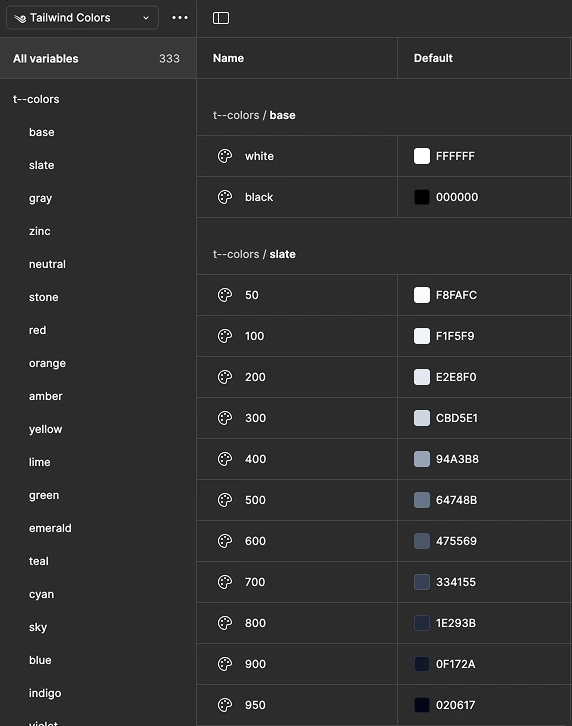 Tailwind Colors
All variables 333
t--colors
base
slate
gray
zinc
neutral
stone
red
orange
amber
yellow
lime
green
emerald
teal
cyan
sky
blue
indigo
violet
Name Default
t--colors / base
white FFFFFF
black 000000
t--colors / slate
50 F8FAFC
100 F1F5F9
200 E2E8F0
300 CBD5E1
400 94A3B8
500 64748B
600 475569
700 334155
800 1E293B
900 0F172A
950 020617